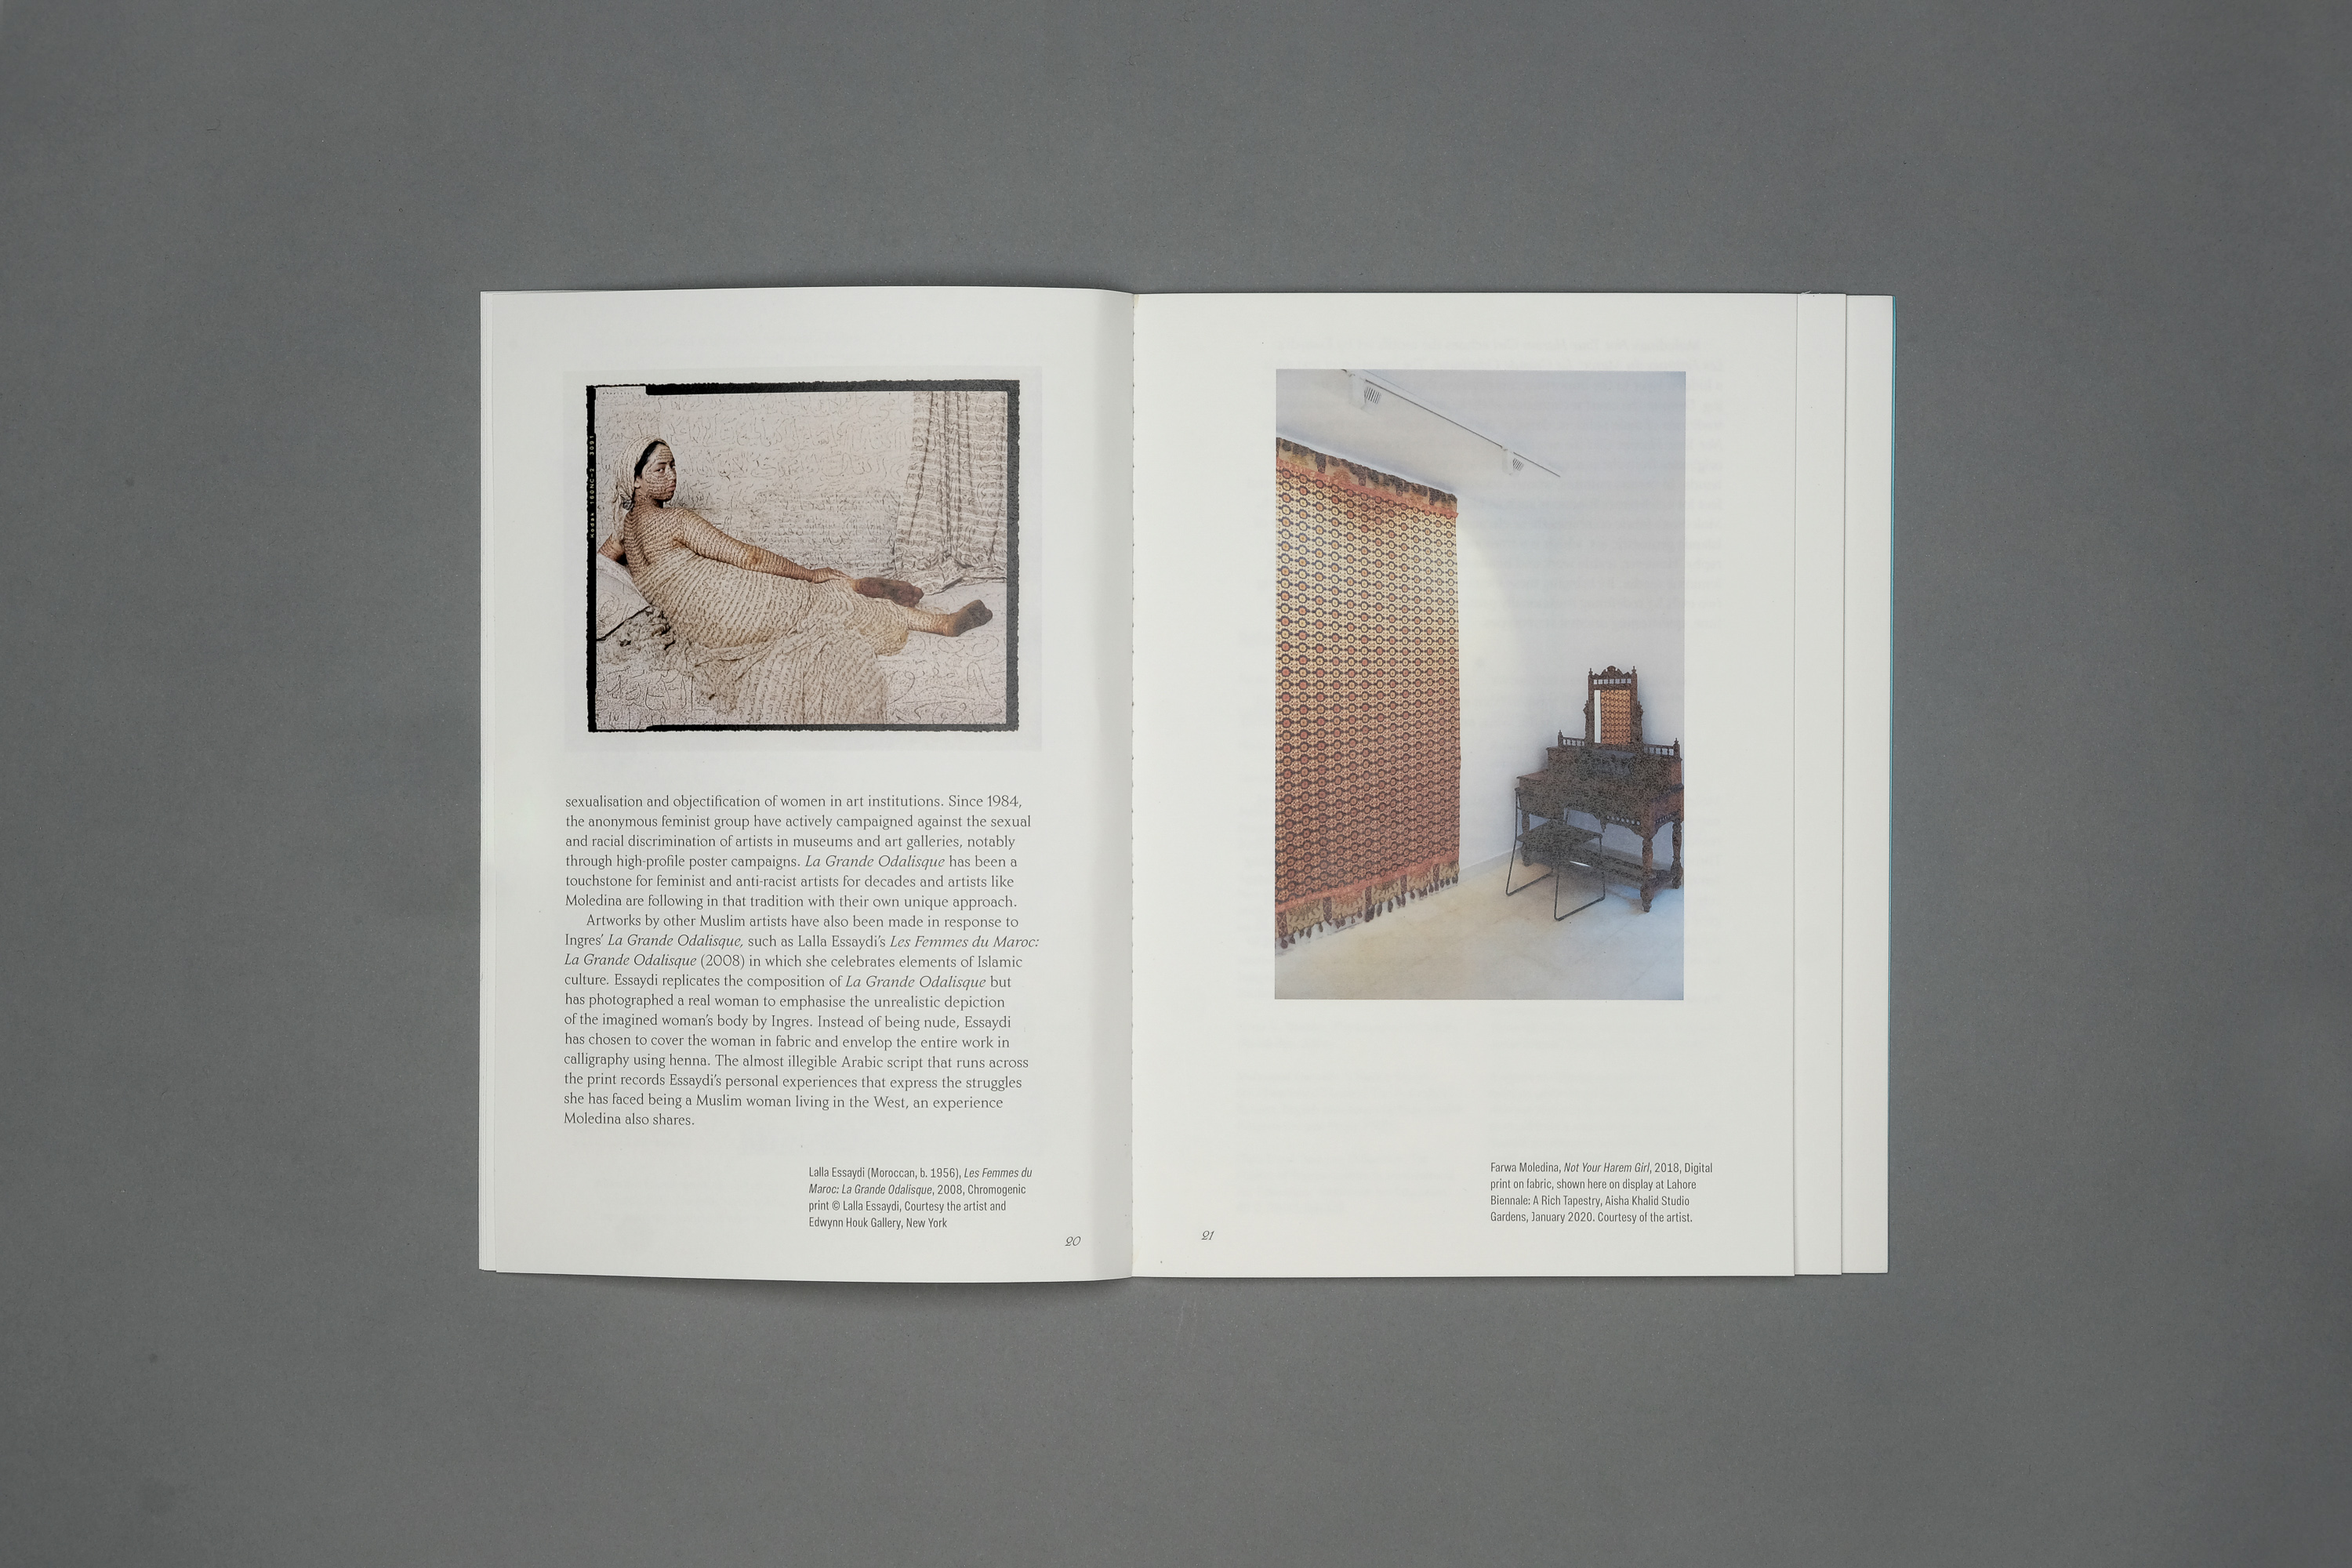 sexualisation and objectification of women in art institutions. Since 1984,
the anonymous feminist group have actively campaigned against the sexual
and racial discrimination of artists in museums and art galleries, notably
through high-profile poster campaigns. La Grande Odalisque has been a
touchstone for feminist and anti-racist artists for decades and artists like
Moledina are following in that tradition with their own unique approach.
Artworks by other Muslim artists have also been made in response to
Ingres’ La Grande Odalisque, such as Lalla Essaydi’s Les Femmes du Maroc:
La Grande Odalisque (2008) in which she celebrates elements of Islamic
culture. Essaydi replicates the composition of La Grande Odalisque but
has photographed a real woman to emphasise the unrealistic depiction
of the imagined woman’s body by Ingres. Instead of being nude, Essaydi
has chosen to cover the woman in fabric and envelop the entire work in
calligraphy using henna. The almost illegible Arabic script that runs across
the print records Essaydi’s personal experiences that express the struggles
she has faced being a Muslim woman living in the West, an experience
Moledina also shares.
Lalla Essaydi (Moroccan, b. 1956), Les Femmes du
Maroc: La Grande Odalisque, 2008, Chromogenic
print © Lalla Essaydi, Courtesy the artist and
Edwynn Houk Gallery, New York
20
Farwa Moledina, Not Your Harem Girl, 2018, Digital
print on fabric, shown here on display at Lahore
Biennale: A Rich Tapestry, Aisha Khalid Studio
Gardens, January 2020. Courtesy of the artist.
21